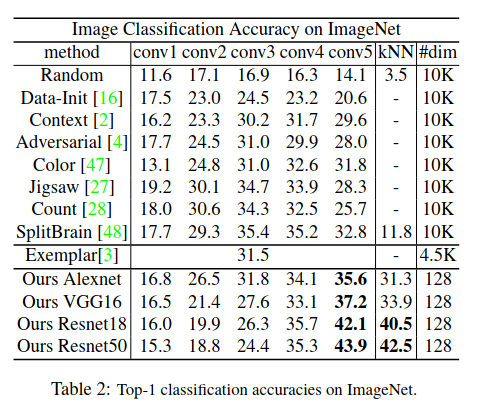 Image Classification Accuracy on ImageNet
method conv1 conv2 conv3 conv4 conv5 kNN #dim
Random 11.6 17.1 16.9 16.3 14.1 3.5 10K
Data-Init [16] 17.5 23.0 24.5 23.2 20.6 - 10K
Context [2] 16.2 23.3 30.2 31.7 29.6 - 10K
Adversarial [4] 17.7 24.5 31.0 29.9 28.0 - 10K
Color [47] 13.1 24.8 31.0 32.6 31.8 - 10K
Jigsaw [27] 19.2 30.1 34.7 33.9 28.3 - 10K
Count [28] 18.0 30.6 34.3 32.5 25.7 - 10K
SplitBrain [48] 17.7 29.3 35.4 35.2 32.8 11.8 10K
Exemplar[3] 31.5 - 4.5K
Ours Alexnet 16.8 26.5 31.8 34.1 35.6 31.3 128
Ours VGG16 16.5 21.4 27.6 33.1 37.2 33.9 128
Ours Resnet18 16.0 19.9 26.3 35.7 42.1 40.5 128
Ours Resnet50 15.3 18.8 24.4 35.3 43.9 42.5 128
Table 2: Top-1 classification accuracies on ImageNet.